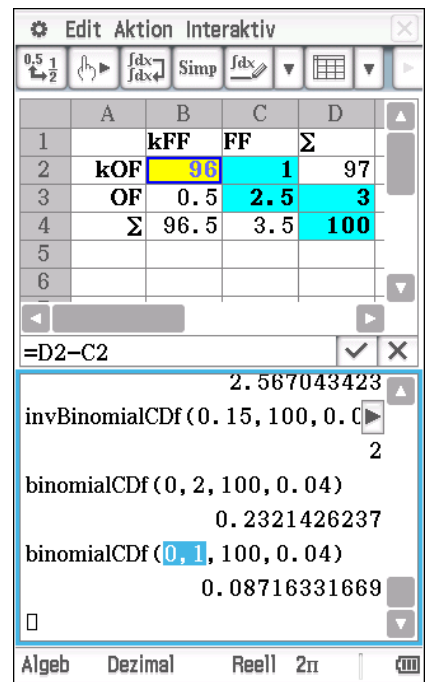 Edit Aktion Interaktiv
0.5 1 2 ∫dx ∫dx Simp ∫dx
A B C D
1 kFF FF Σ
2 kOF 96 1 97
3 OF 0.5 2.5 3
4 Σ 96.5 3.5 100
5
6
=D2−C2
2.567043423
invBinomialCDf(0.15,100,0.0
2
binomialCDf(0,2,100,0.04)
0.2321426237
binomialCDf(0,1,100,0.04)
0.08716331669
Algeb Dezimal Reell 2π